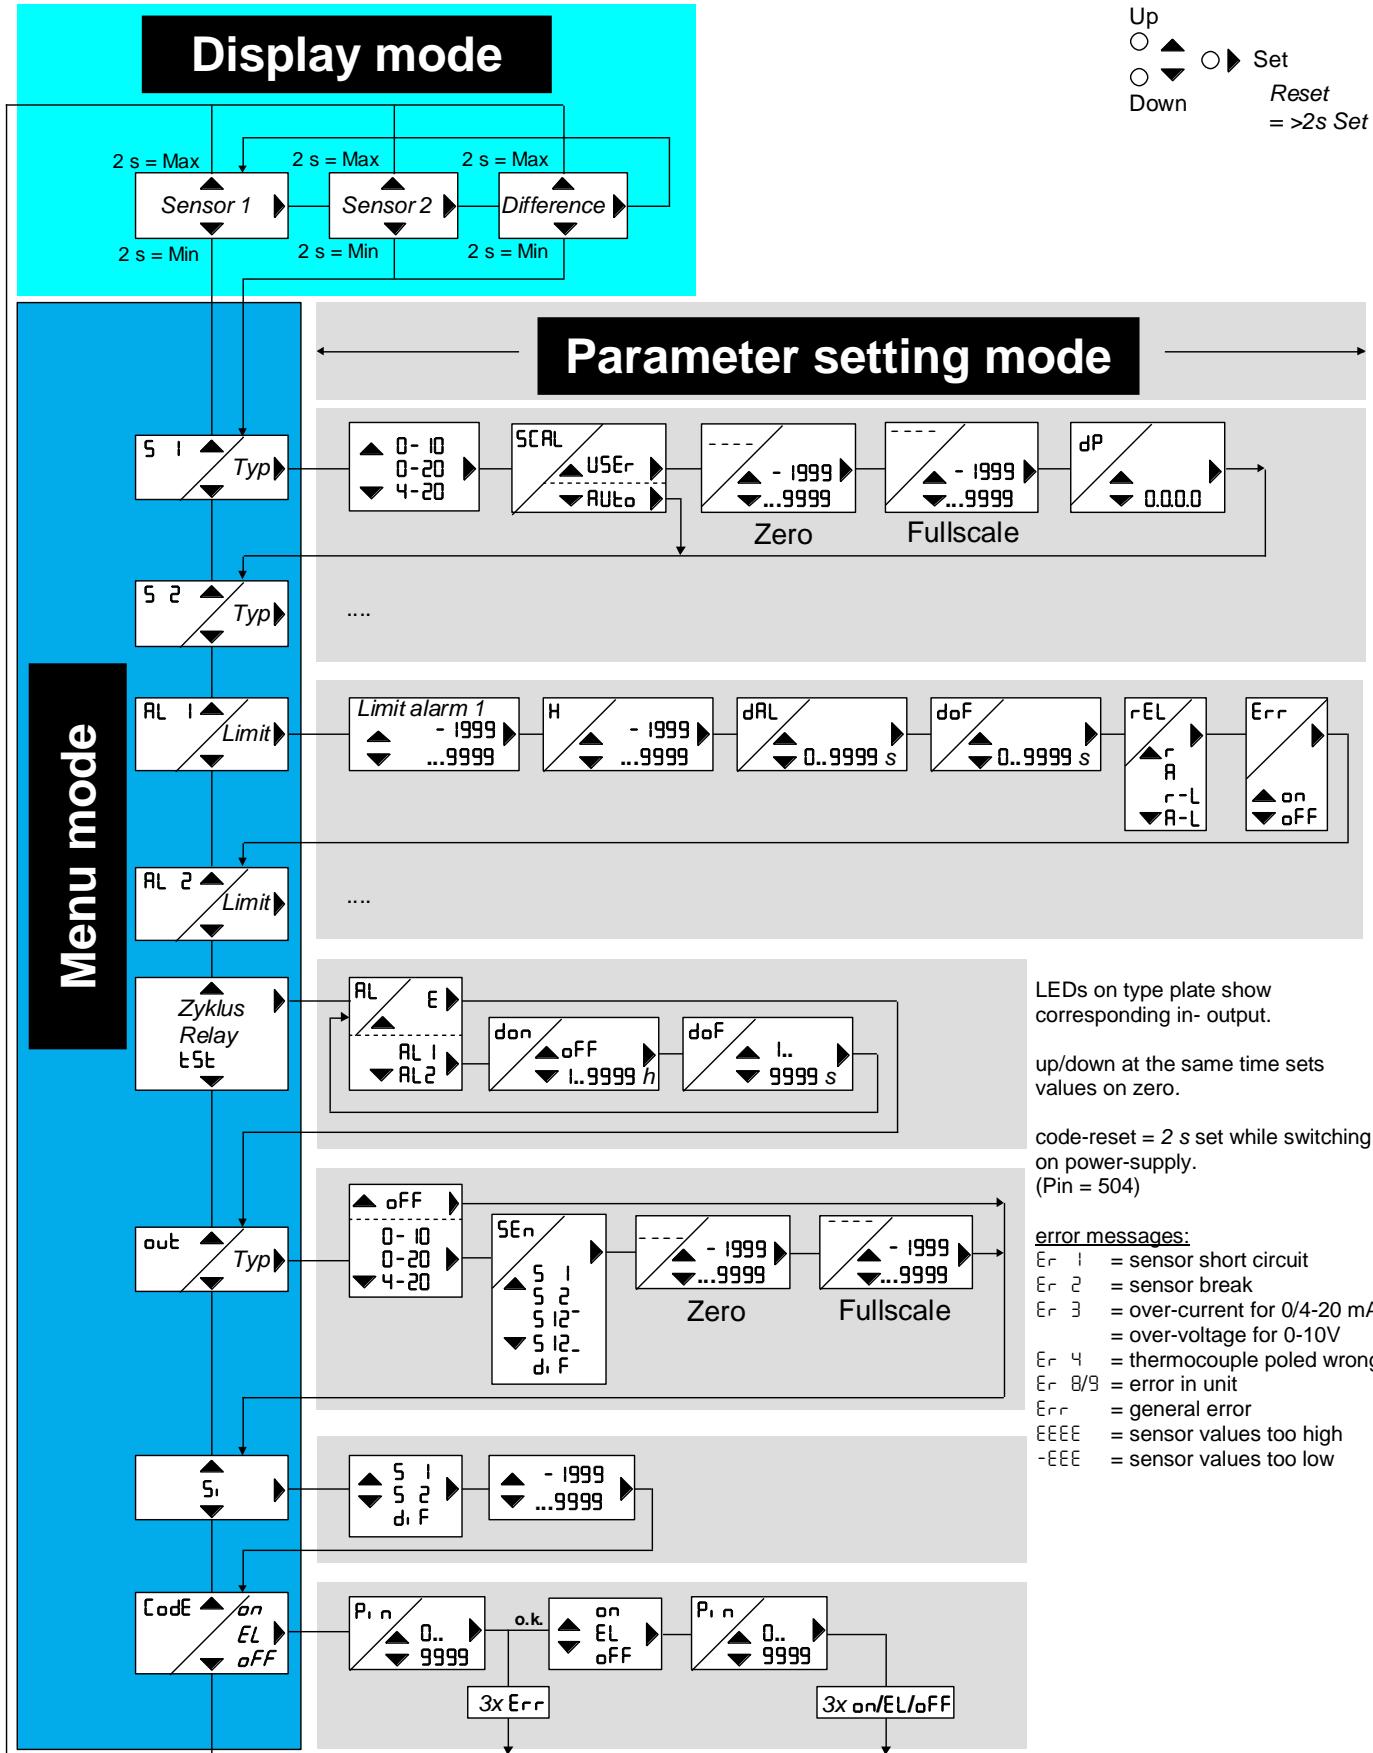 Display mode
Up
Set
Down
Reset
= >2s Set
2 s = Max
2 s = Max
2 s = Max
Sensor 1
Sensor 2
Difference
2 s = Min
2 s = Min
2 s = Min
Menu mode
Parameter setting mode
S 1
Typ
0-10
0-20
4-20
SCAL
USEr
AUto
----
-1999
...9999
Zero
----
-1999
...9999
Fullscale
dP
0.0.0.0
S 2
Typ
....
AL 1
Limit
Limit alarm 1
-1999
...9999
H
-1999
...9999
dAL
0..9999 s
doF
0..9999 s
rEL
r
A
r-L
A-L
Err
on
oFF
AL 2
Limit
....
Zyklus
Relay
tSt
AL
E
AL1
AL2
don
oFF
1..9999 h
doF
1..
9999 s
LEDs on type plate show
corresponding in- output.
up/down at the same time sets
values on zero.
code-reset = 2 s set while switching
on power-supply.
(Pin = 504)
out
Typ
oFF
0-10
0-20
4-20
SEn
S 1
S 2
S12¯
S12_
diF
----
-1999
...9999
Zero
----
-1999
...9999
Fullscale
error messages:
Er 1 = sensor short circuit
Er 2 = sensor break
Er 3 = over-current for 0/4-20 mA
= over-voltage for 0-10V
Er 4 = thermocouple poled wrong
Er 8/9 = error in unit
Err = general error
EEEE = sensor values too high
-EEE = sensor values too low
Si
S 1
S 2
diF
-1999
...9999
CodE
on
EL
oFF
Pin
0..
9999
o.k.
on
EL
oFF
Pin
0..
9999
3x Err
3x on/EL/oFF